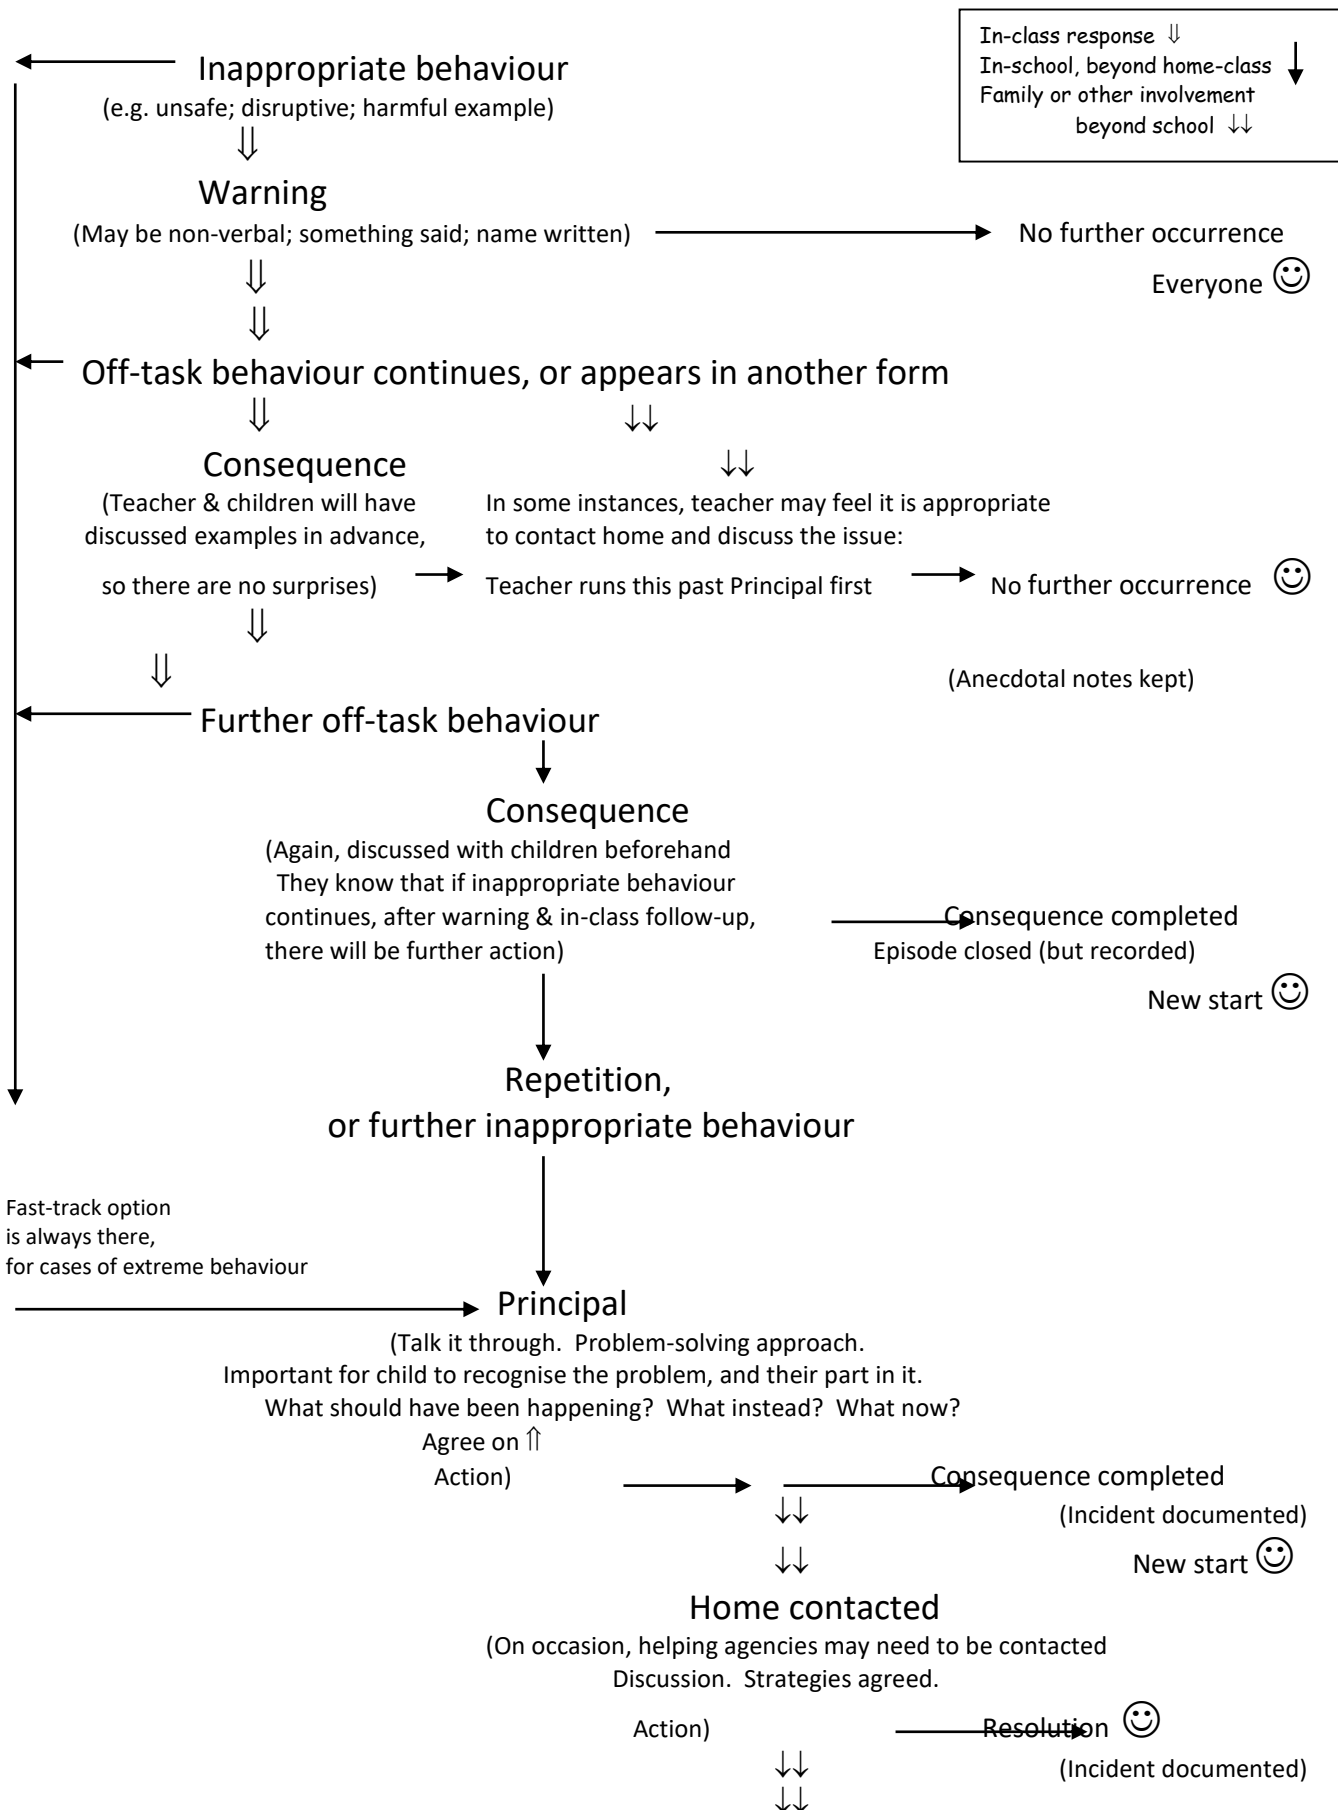 In-class response ⇓
In-school, beyond home-class ↓
Family or other involvement
beyond school ↓↓
Inappropriate behaviour
(e.g. unsafe; disruptive; harmful example)
⇓
Warning
(May be non-verbal; something said; name written)
No further occurrence
⇓
Everyone ☺
⇓
Off-task behaviour continues, or appears in another form
⇓ ↓↓
Consequence ↓↓
(Teacher & children will have
discussed examples in advance,
so there are no surprises)
In some instances, teacher may feel it is appropriate
to contact home and discuss the issue:
Teacher runs this past Principal first
No further occurrence ☺
⇓
⇓
(Anecdotal notes kept)
Further off-task behaviour
Consequence
(Again, discussed with children beforehand
They know that if inappropriate behaviour
continues, after warning & in-class follow-up,
there will be further action)
Consequence completed
Episode closed (but recorded)
New start ☺
Repetition,
or further inappropriate behaviour
Fast-track option
is always there,
for cases of extreme behaviour
Principal
(Talk it through. Problem-solving approach.
Important for child to recognise the problem, and their part in it.
What should have been happening? What instead? What now?
Agree on ⇑
Action)
Consequence completed
↓↓
(Incident documented)
↓↓
New start ☺
Home contacted
(On occasion, helping agencies may need to be contacted
Discussion. Strategies agreed.
Action)
Resolution ☺
↓↓
(Incident documented)
↓↓